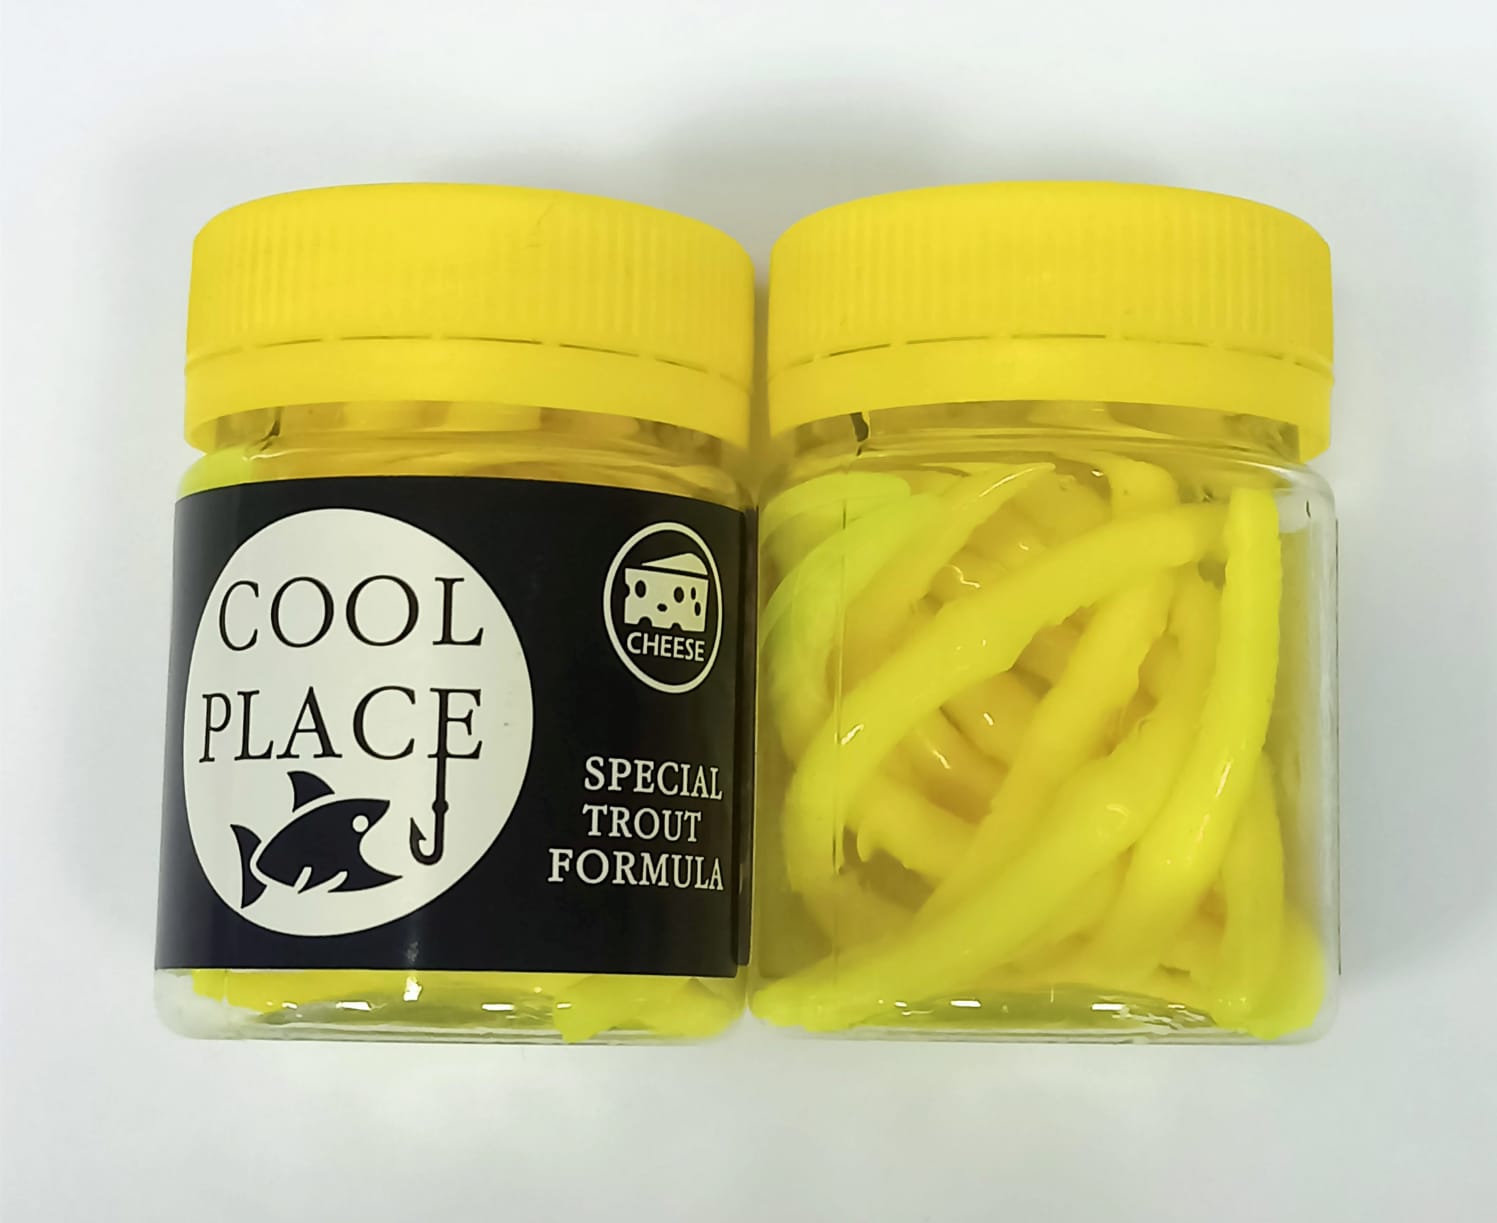 COOL
PLACE
CHEESE
SPECIAL
TROUT
FORMULA